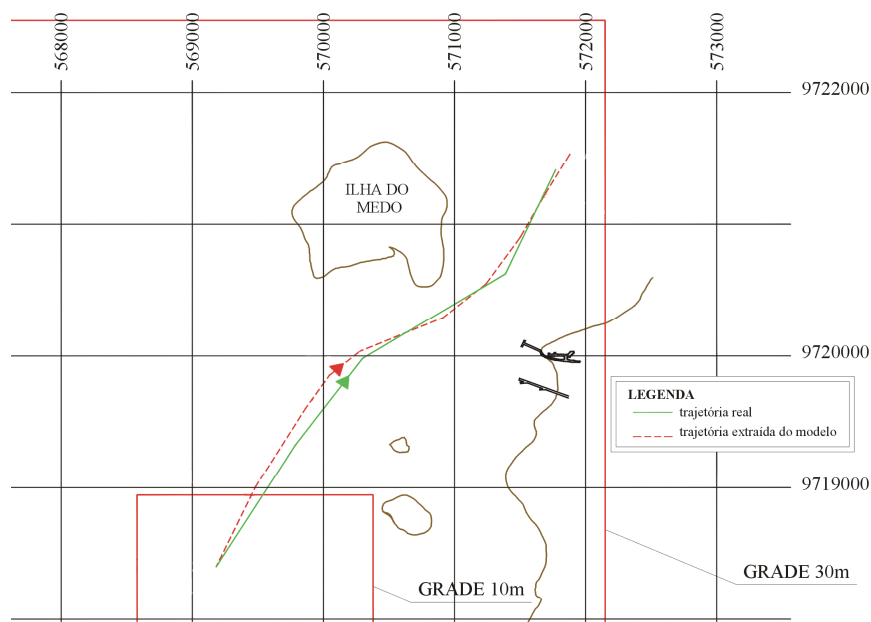 568000
569000
570000
571000
572000
573000
9722000
ILHA DO
MEDO
9720000
LEGENDA
trajetória real
trajetória extraída do modelo
9719000
GRADE 30m
GRADE 10m